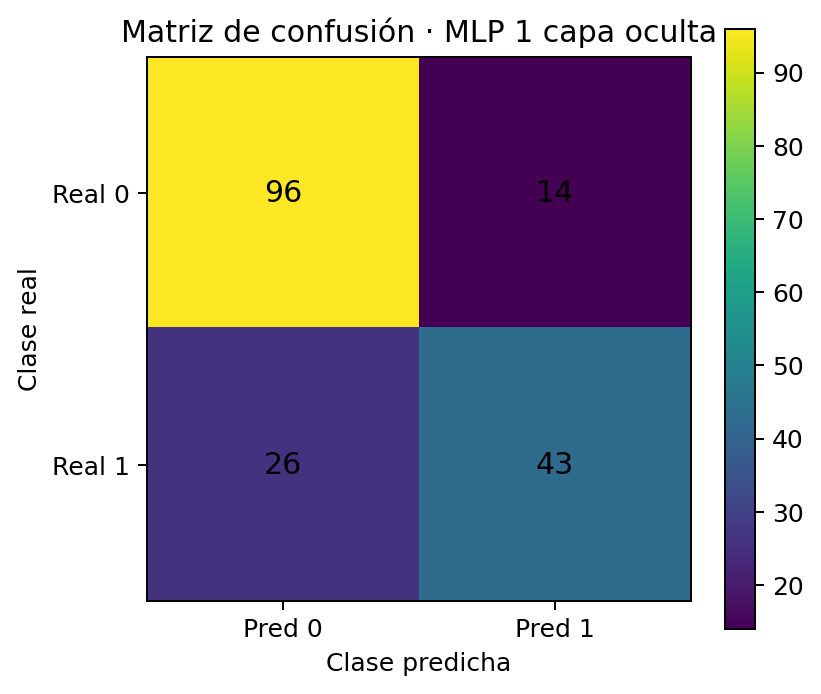 Matriz de confusión · MLP 1 capa oculta
Clase real
Real 0
96
14
Real 1
26
43
Pred 0
Pred 1
Clase predicha
90
80
70
60
50
40
30
20